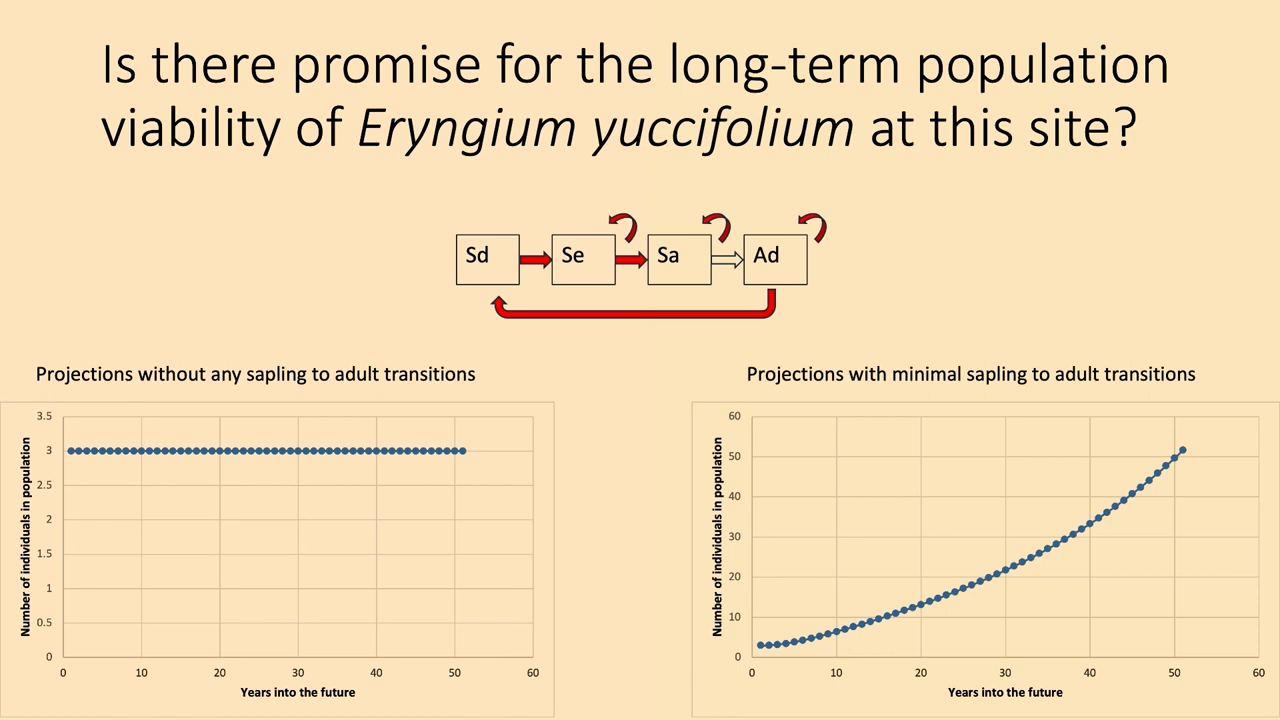 Is there promise for the long-term population
viability of Eryngium yuccifolium at this site?
Sd
Se
Sa
Ad
Projections without any sapling to adult transitions
3.5
3
2.5
2
1.5
1
0.5
0
0 10 20 30 40 50 60
Number of individuals in population
Years into the future
Projections with minimal sapling to adult transitions
60
50
40
30
20
10
0
0 10 20 30 40 50 60
Number of individuals in population
Years into the future